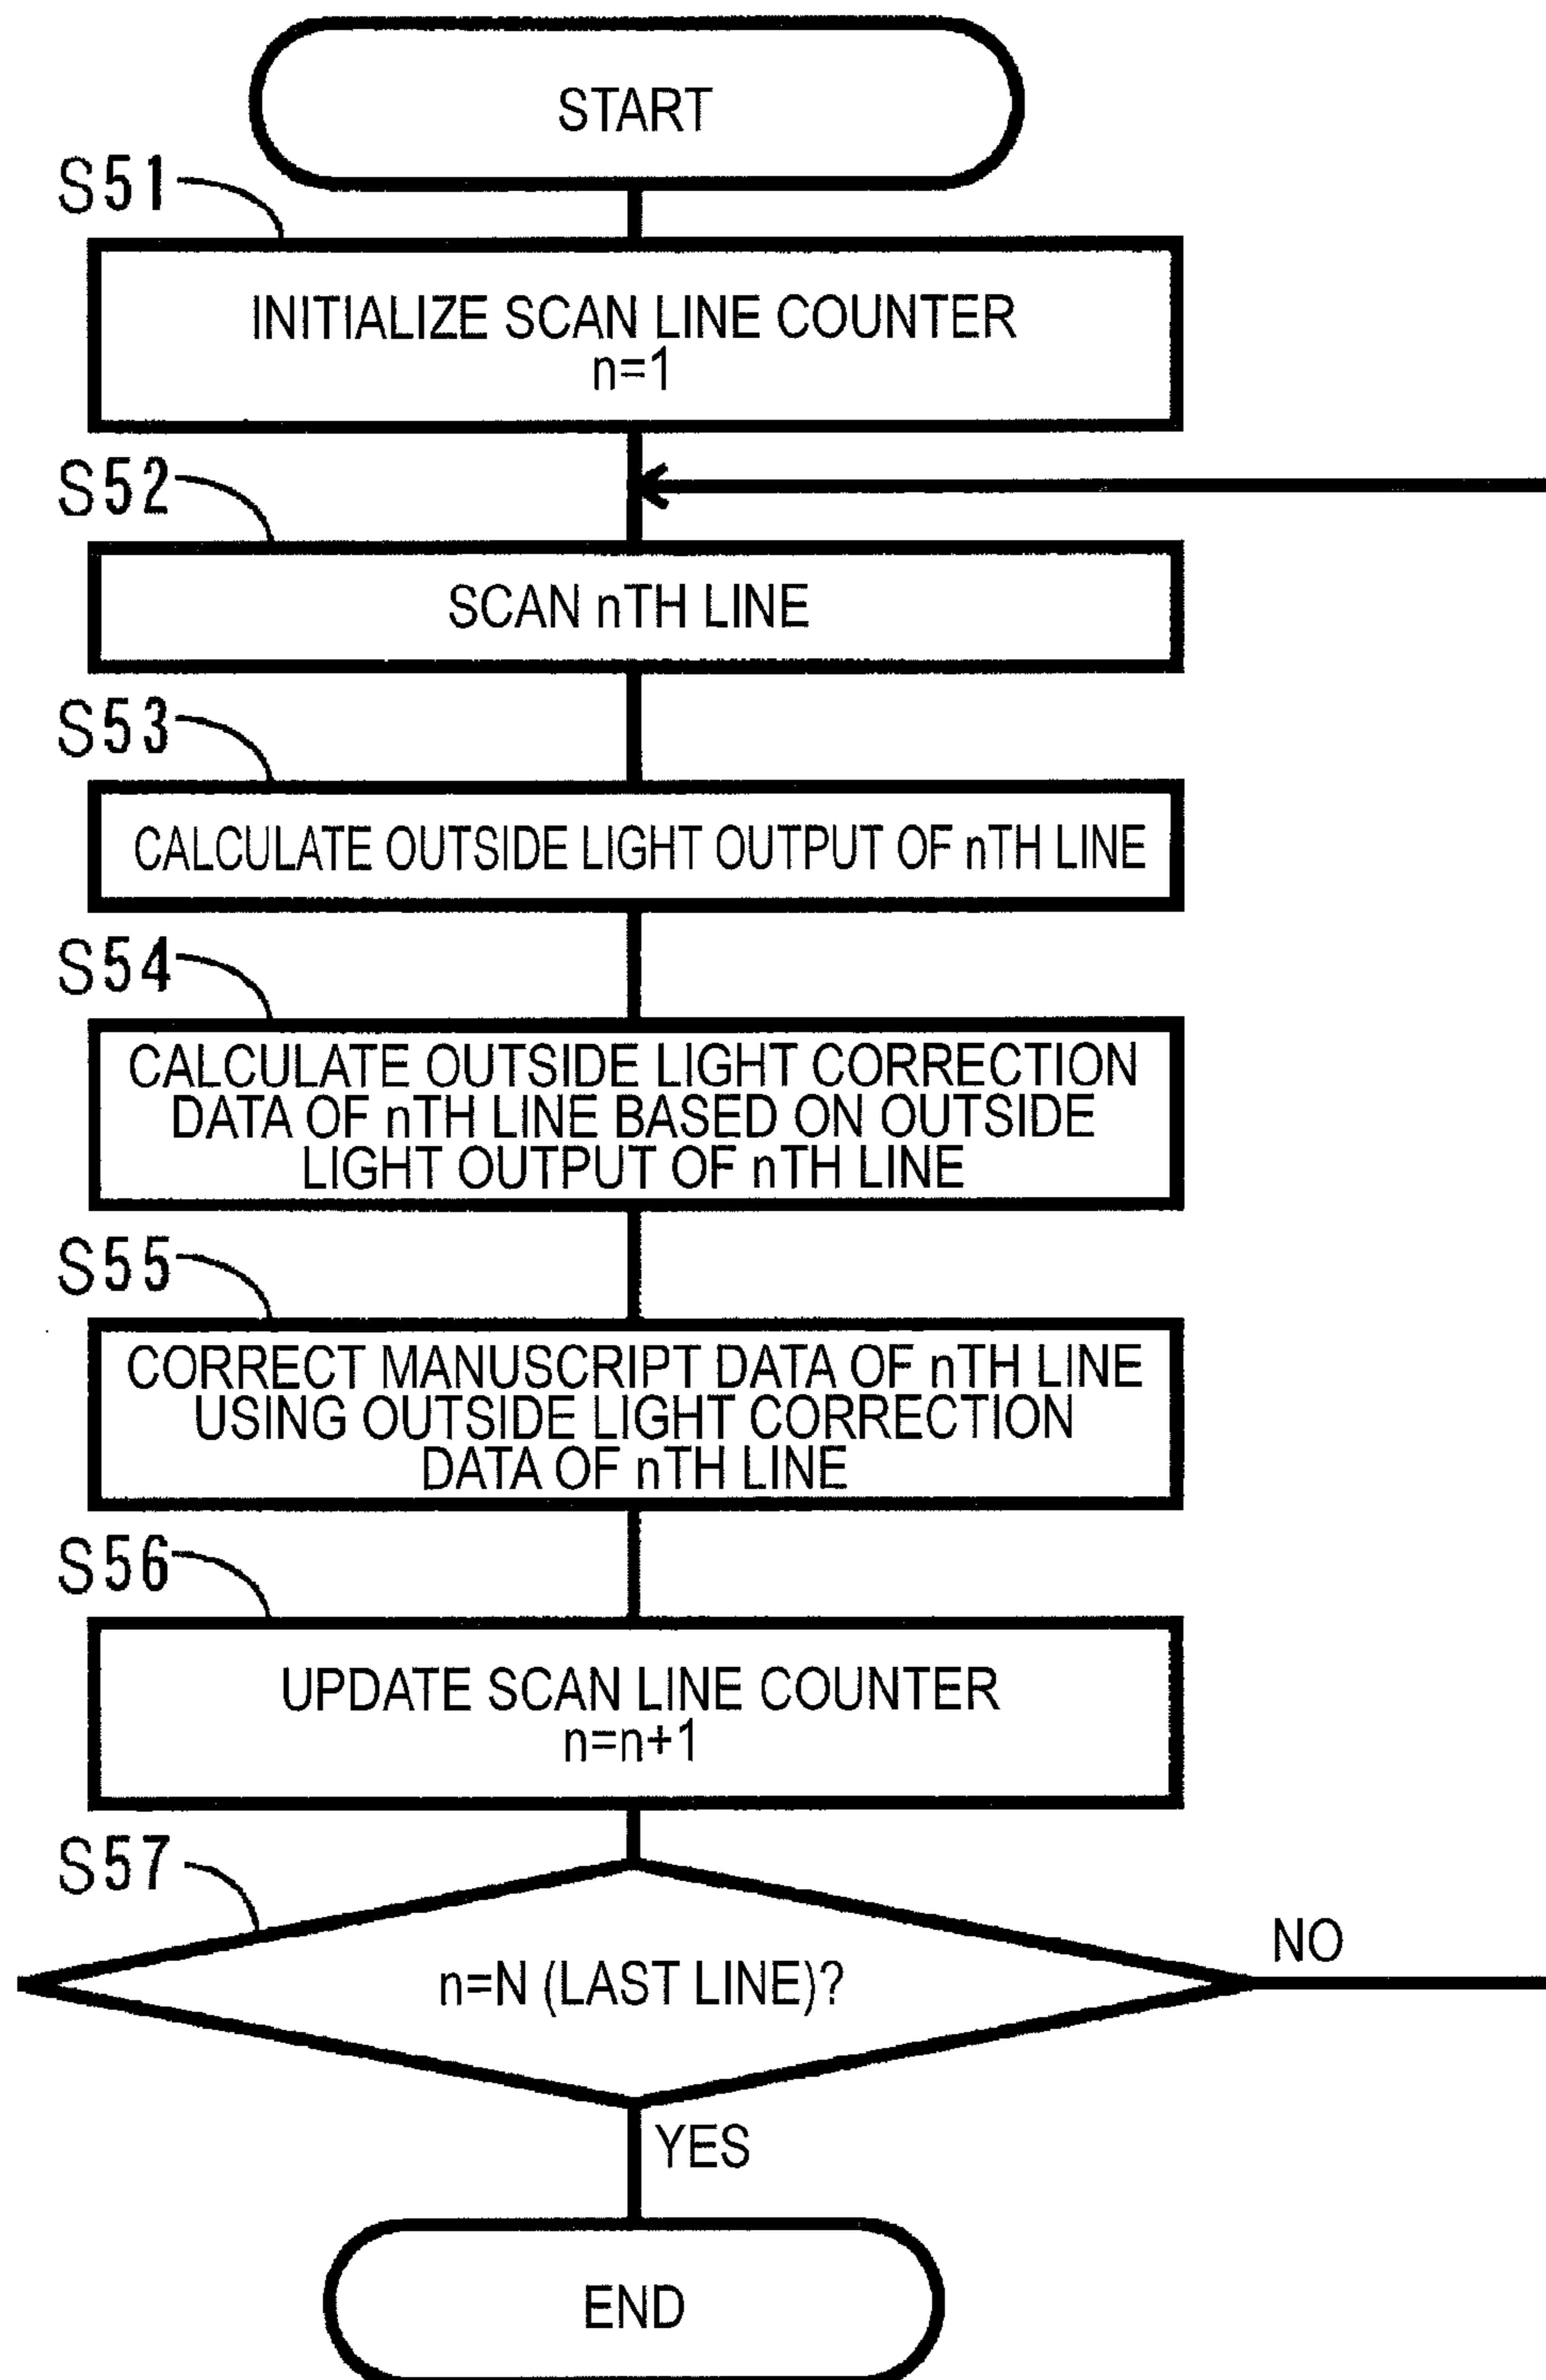 START
S51
INITIALIZE SCAN LINE COUNTER
n=1
S52
SCAN nTH LINE
S53
CALCULATE OUTSIDE LIGHT OUTPUT OF nTH LINE
S54
CALCULATE OUTSIDE LIGHT CORRECTION
DATA OF nTH LINE BASED ON OUTSIDE
LIGHT OUTPUT OF nTH LINE
S55
CORRECT MANUSCRIPT DATA OF nTH LINE
USING OUTSIDE LIGHT CORRECTION
DATA OF nTH LINE
S56
UPDATE SCAN LINE COUNTER
n=n+1
S57
n=N (LAST LINE)?
NO
YES
END